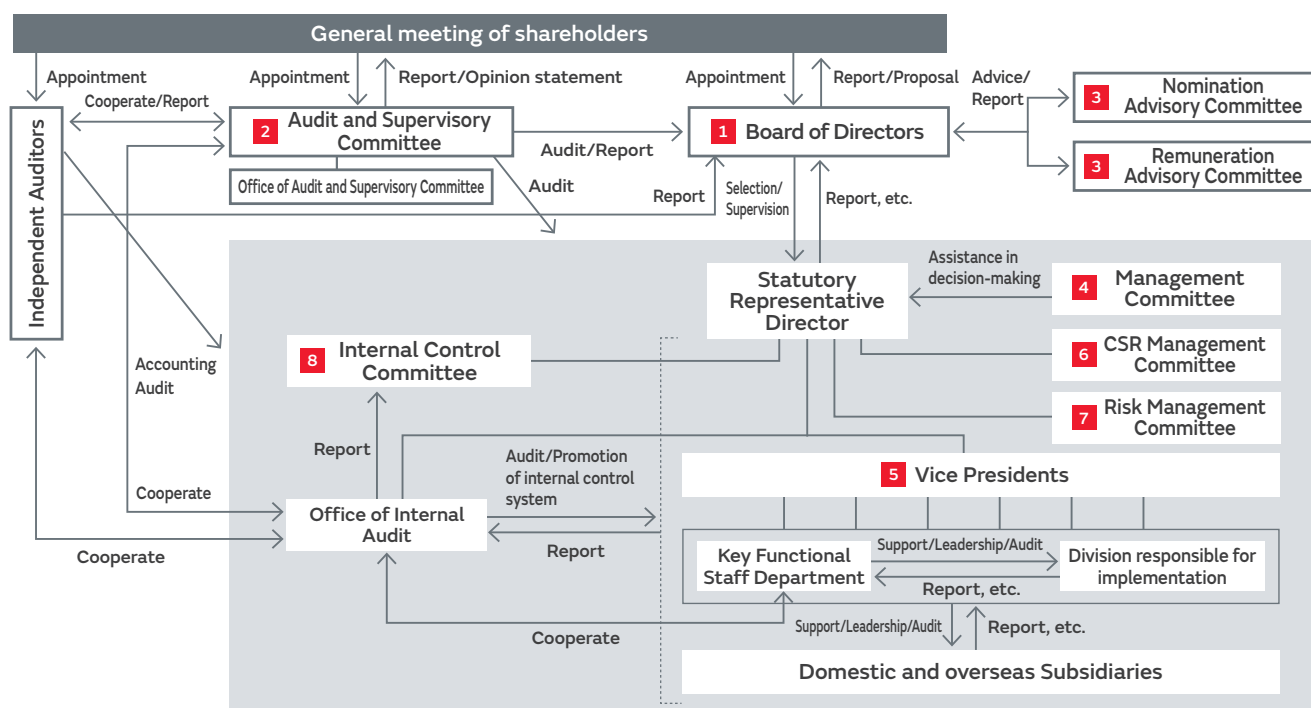 General meeting of shareholders
Appointment
Appointment
Report/Opinion statement
Appointment
Report/Proposal
Advice/
Report
Cooperate/Report
3
Nomination
Advisory Committee
Independent Auditors
2
Audit and Supervisory
Committee
Audit/Report
1
Board of Directors
3
Remuneration
Advisory Committee
Office of Audit and Supervisory Committee
Audit
Report
Selection/
Supervision
Report, etc.
Statutory
Representative
Director
Assistance in
decision-making
4
Management
Committee
Accounting
Audit
8
Internal Control
Committee
6
CSR Management
Committee
7
Risk Management
Committee
Report
Audit/Promotion
of internal control
system
5
Vice Presidents
Cooperate
Office of Internal
Audit
Report
Cooperate
Key Functional
Staff Department
Support/Leadership/Audit
Report, etc.
Division responsible for
implementation
Cooperate
Support/Leadership/Audit
Report, etc.
Domestic and overseas Subsidiaries